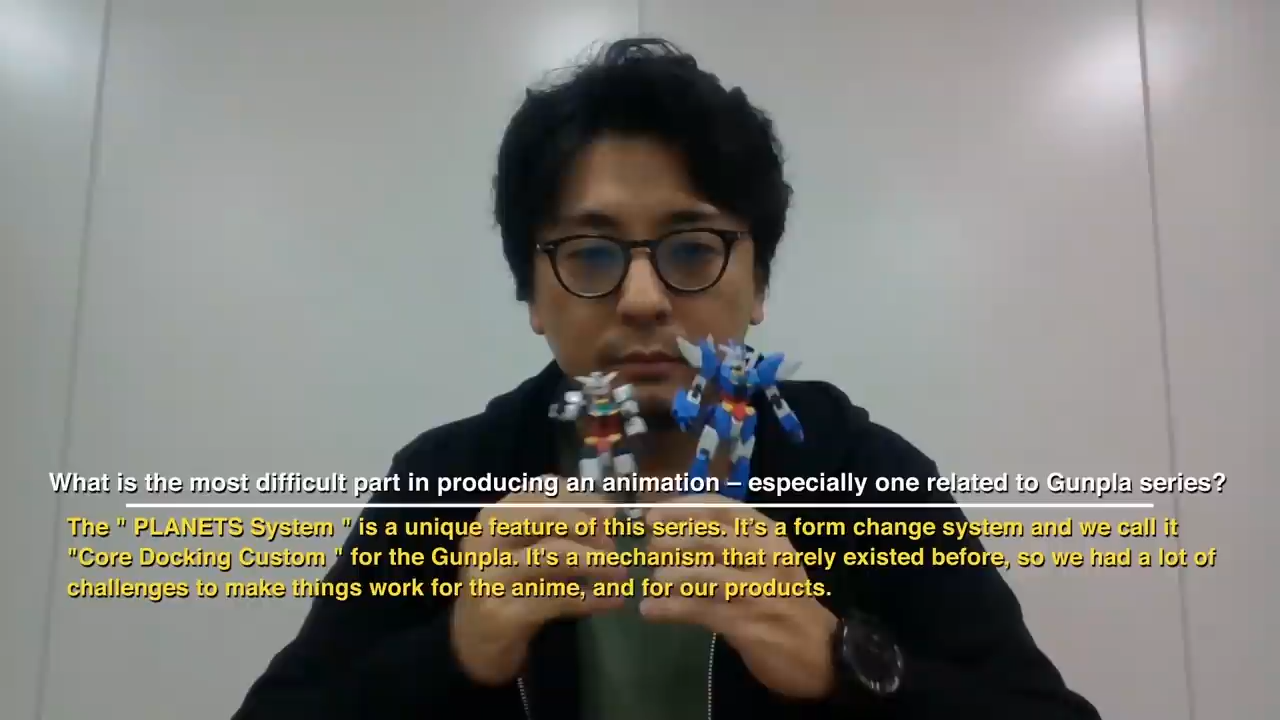 What is the most difficult part in producing an animation – especially one related to Gunpla series?
The " PLANETS System " is a unique feature of this series. It's a form change system and we call it
"Core Docking Custom " for the Gunpla. It's a mechanism that rarely existed before, so we had a lot of
challenges to make things work for the anime, and for our products.